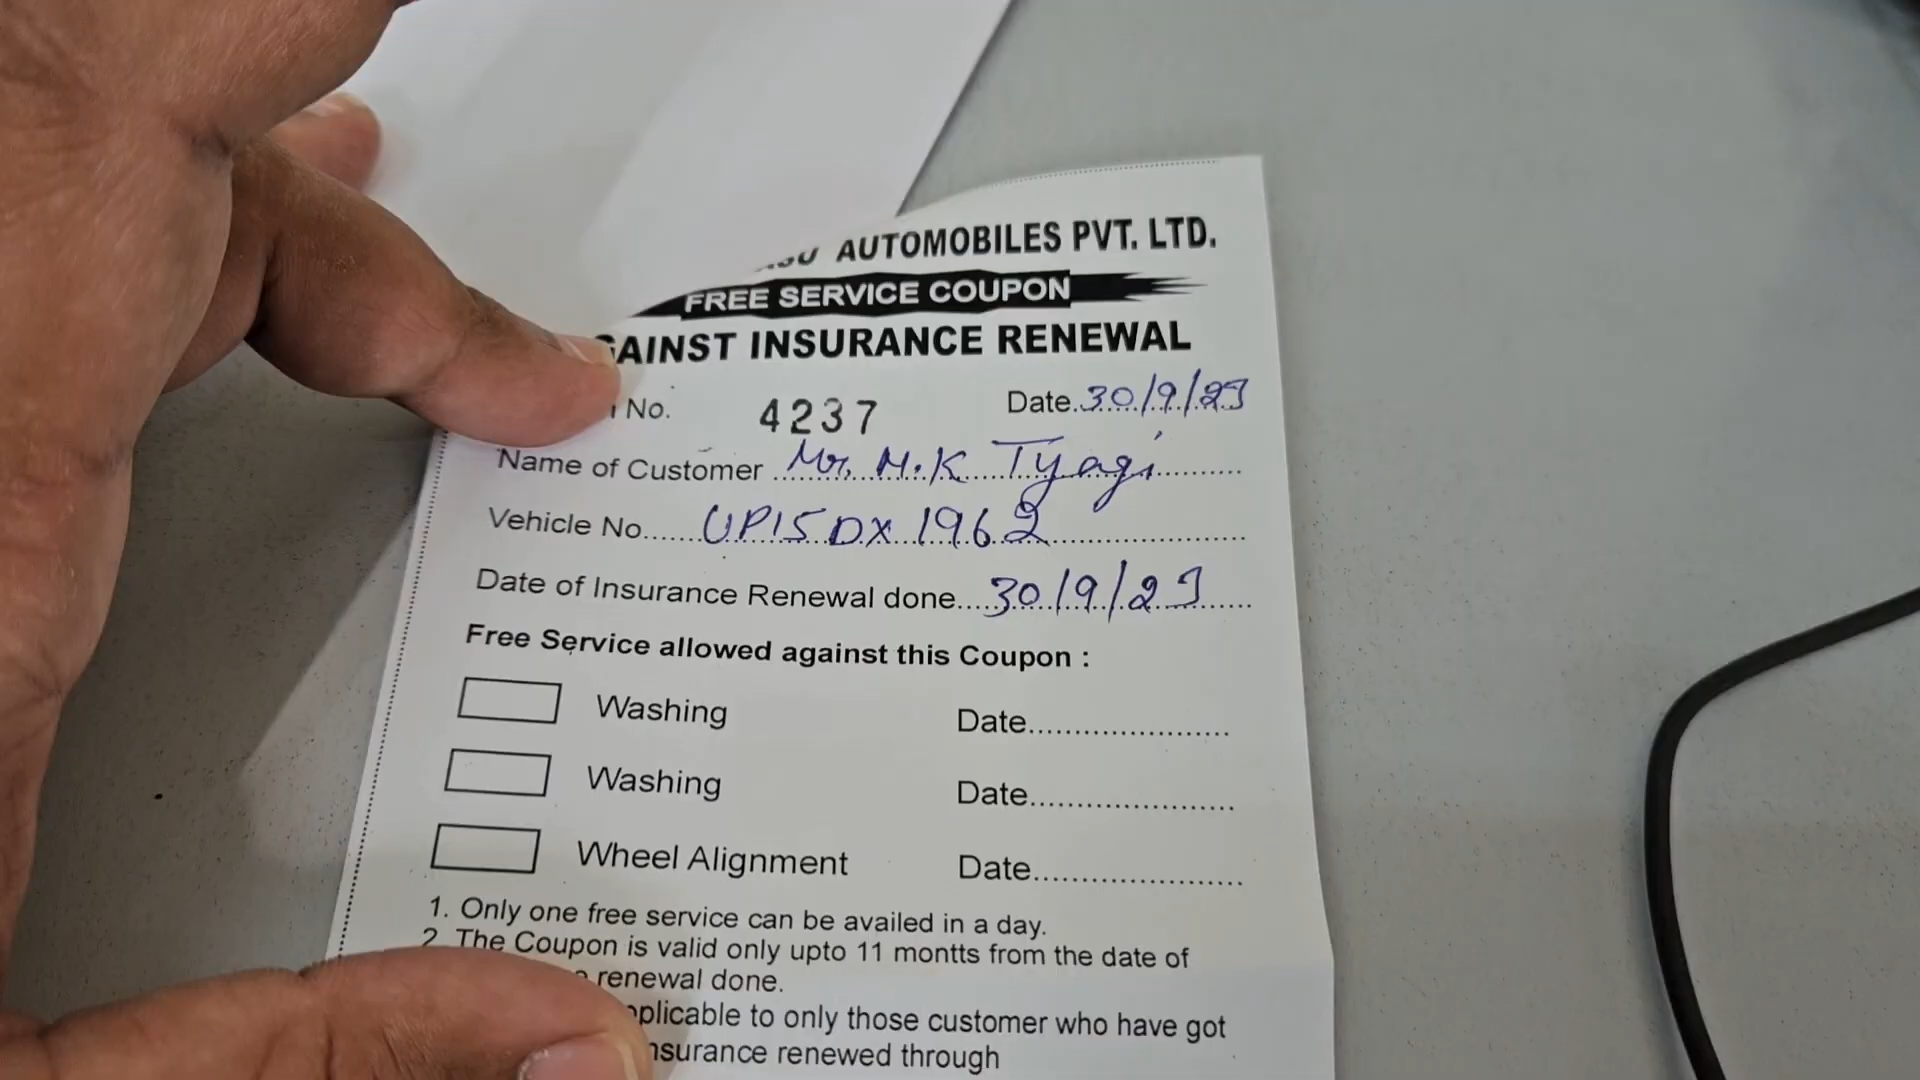 AUTOMOBILES PVT. LTD.
FREE SERVICE COUPON
GAINST INSURANCE RENEWAL
No. 4237 Date 30/9/23
Name of Customer Mr. M.K Tyagi
Vehicle No. UP15 DX 1962
Date of Insurance Renewal done 30/9/23
Free Service allowed against this Coupon :
Washing Date
Washing Date
Wheel Alignment Date
1. Only one free service can be availed in a day.
2. The Coupon is valid only upto 11 montts from the date of
renewal done.
plicable to only those customer who have got
nsurance renewed through